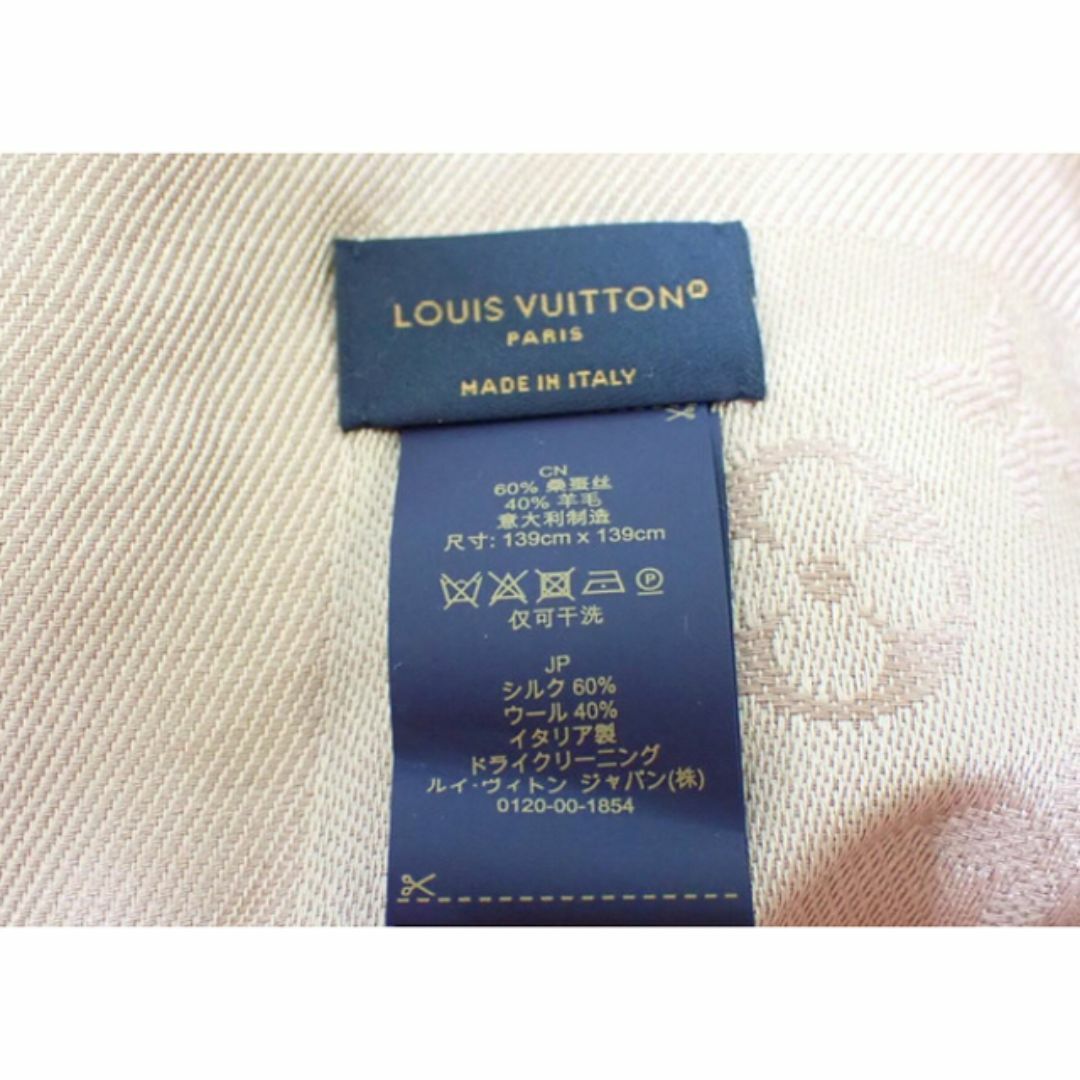 LOUIS VUITTON
PARIS
MADE IN ITALY
CN
60% 桑蚕丝
40% 羊毛
意大利制造
尺寸: 139cm x 139cm
P
仅可干洗
JP
シルク 60%
ウール 40%
イタリア製
ドライクリーニング
ルイ･ヴィトン ジャパン(株)
0120-00-1854